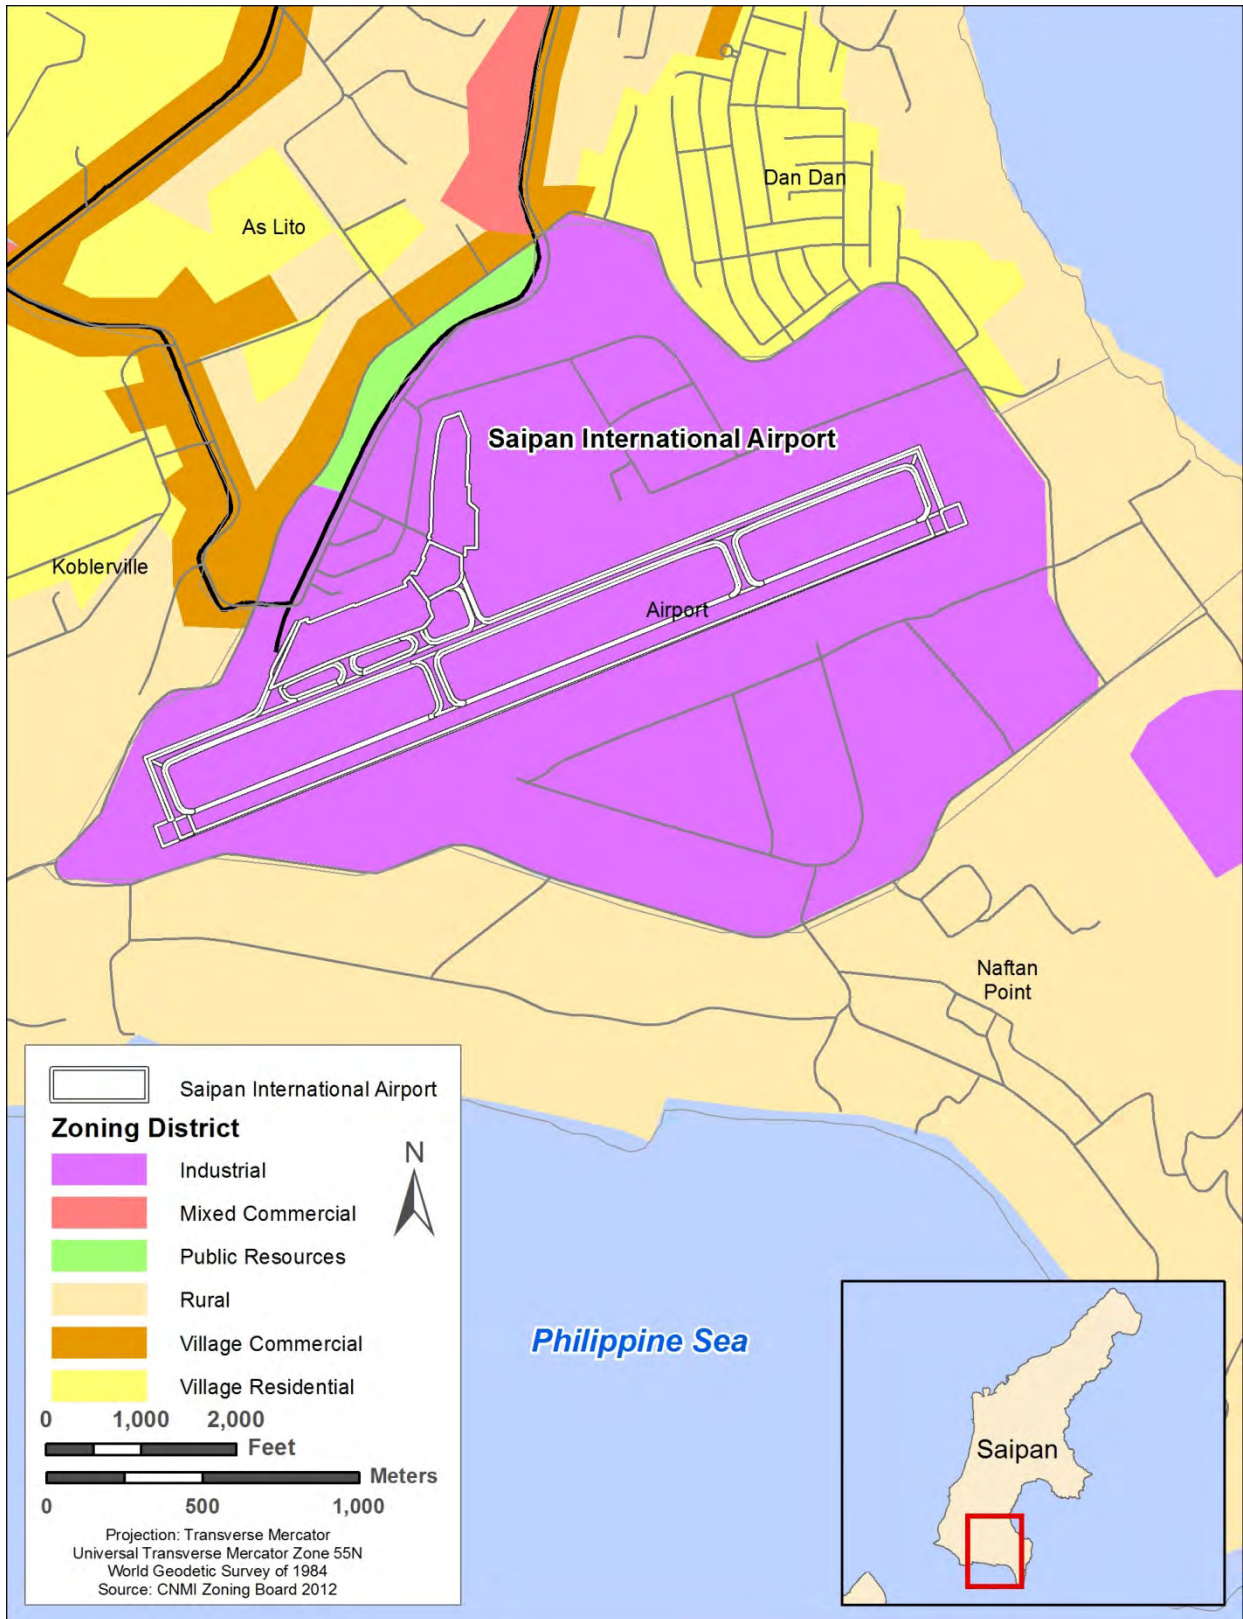 Dan Dan
As Lito
Saipan International Airport
Koblerville
Airport
Naftan
Point
Saipan International Airport
Zoning District
N
Industrial
Mixed Commercial
Public Resources
Rural
Village Commercial
Village Residential
0 1,000 2,000
Feet
Meters
0 500 1,000
Projection: Transverse Mercator
Universal Transverse Mercator Zone 55N
World Geodetic Survey of 1984
Source: CNMI Zoning Board 2012
Philippine Sea
Saipan